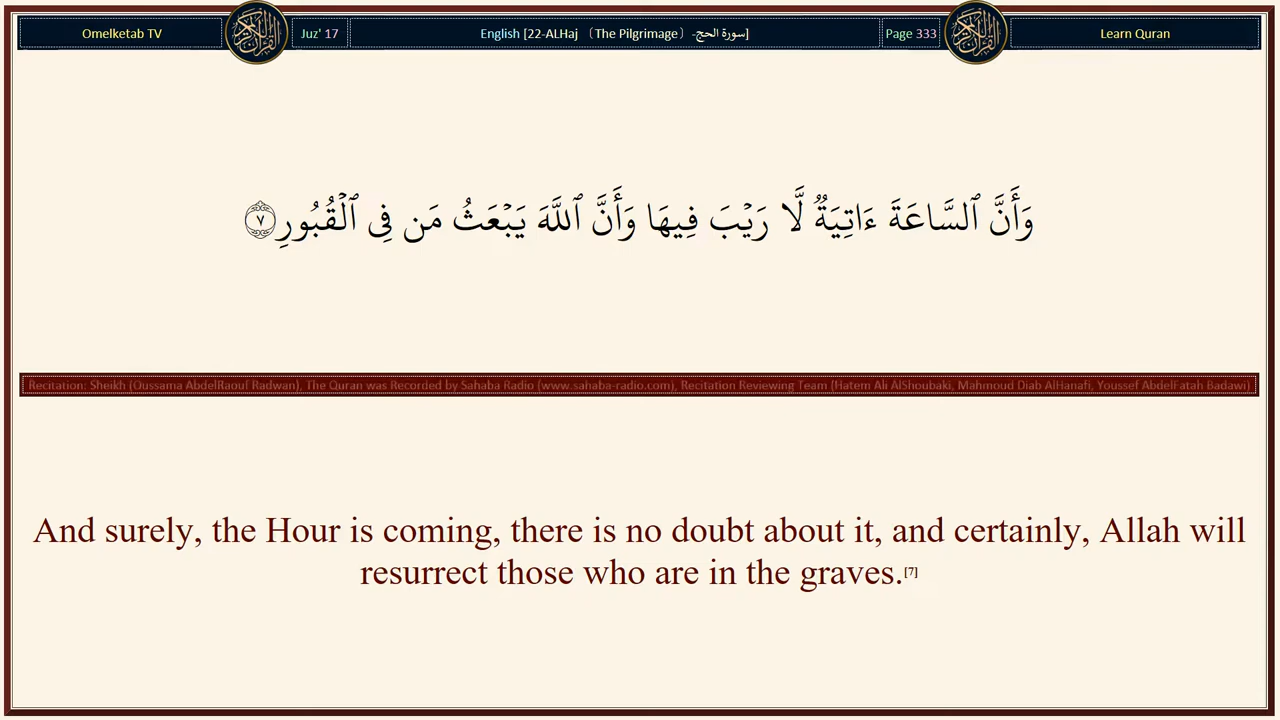 Omelketab TV
Juz' 17
English [22-ALHaj （The Pilgrimage） -سورة الحج]
Page 333
Learn Quran
وَأَنَّ ٱلسَّاعَةَ ءَاتِيَةٌ لَّا رَيْبَ فِيهَا وَأَنَّ ٱللَّهَ يَبْعَثُ مَن فِى ٱلْقُبُورِ ٧
Recitation: Sheikh (Oussama AbdelRaouf Radwan), The Quran was Recorded by Sahaba Radio (www.sahaba-radio.com), Recitation Reviewing Team (Hatem Ali AlShoubaki, Mahmoud Diab AlHanafi, Youssef AbdelFatah Badawi)
And surely, the Hour is coming, there is no doubt about it, and certainly, Allah will
resurrect those who are in the graves.[7]